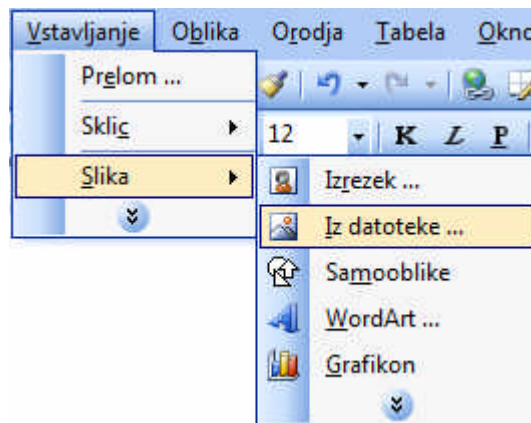 Vstavljanje Oblika Orodja Tabela Okno
Prelom ...
Sklic
12 K L P
Slika
Izrezek ...
Iz datoteke ...
Samooblike
WordArt ...
Grafikon